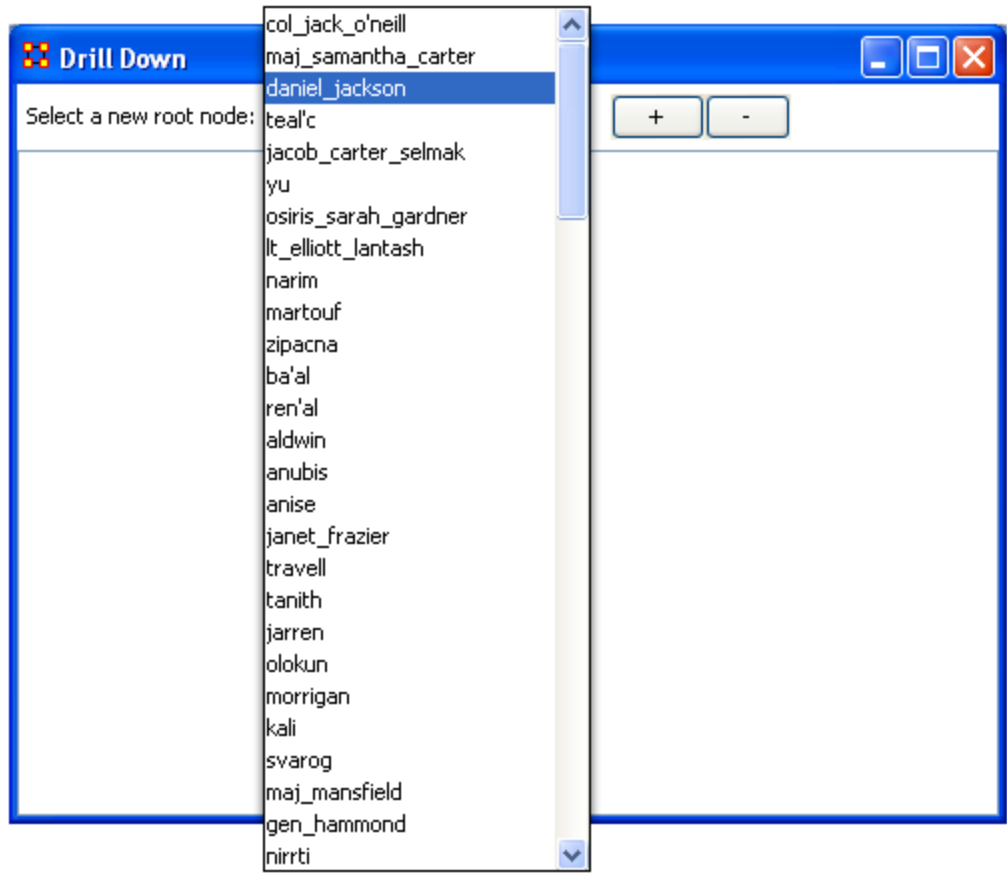 Drill Down
Select a new root node:
+ -
col_jack_o'neill
maj_samantha_carter
daniel_jackson
teal'c
jacob_carter_selmak
yu
osiris_sarah_gardner
lt_elliott_lantash
narim
martouf
zipacna
ba'al
ren'al
aldwin
anubis
anise
janet_frazier
travell
tanith
jarren
olokun
morrigan
kali
svarog
maj_mansfield
gen_hammond
nirrti